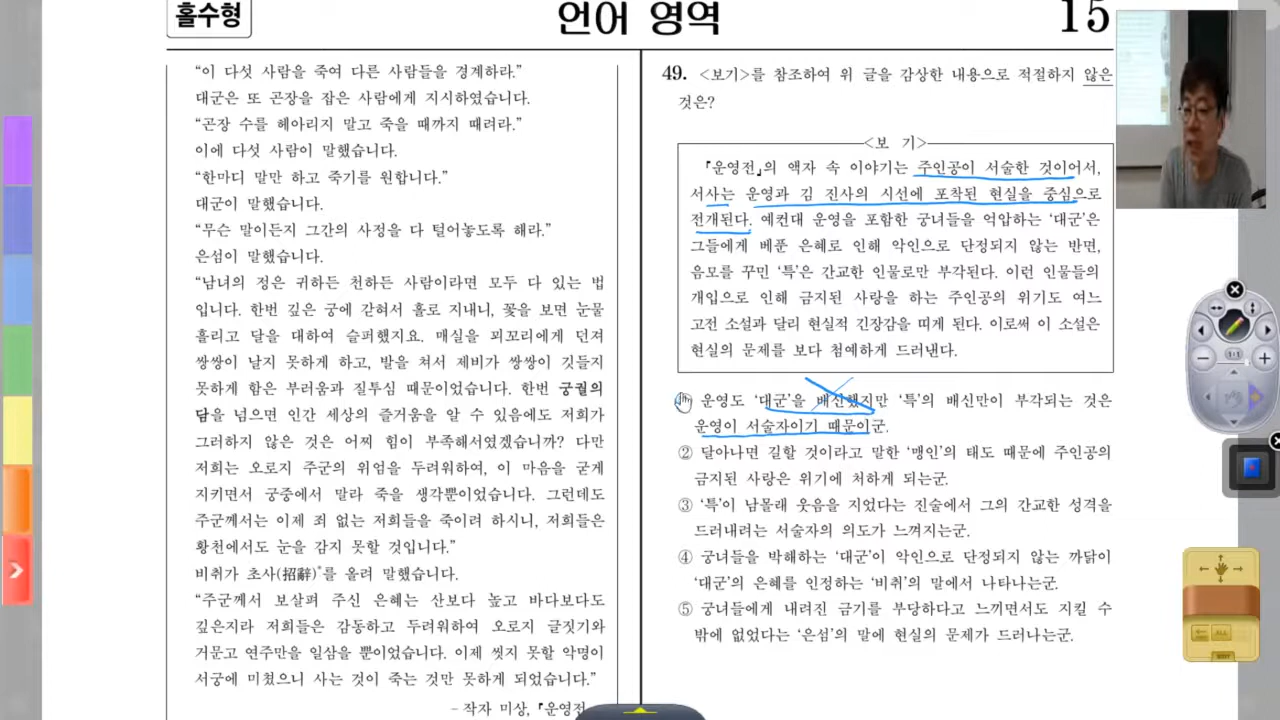 홀수형
언어 영역
15
“이 다섯 사람을 죽여 다른 사람들을 경계하라.”
대군은 또 곤장을 잡은 사람에게 지시하였습니다.
“곤장 수를 헤아리지 말고 죽을 때까지 때려라.”
이에 다섯 사람이 말했습니다.
“한마디 말만 하고 죽기를 원합니다.”
대군이 말했습니다.
“무슨 말이든지 그간의 사정을 다 털어놓도록 해라.”
은섬이 말했습니다.
“남녀의 정은 귀하든 천하든 사람이라면 모두 다 있는 법
입니다. 한번 깊은 궁에 갇혀서 홀로 지내니, 꽃을 보면 눈물
흘리고 달을 대하여 슬퍼했지요. 매실을 꾀꼬리에게 던져
쌍쌍이 날지 못하게 하고, 발을 쳐서 제비가 쌍쌍이 깃들지
못하게 함은 부러움과 질투심 때문이었습니다. 한번 궁궐의
담을 넘으면 인간 세상의 즐거움을 알 수 있음에도 저희가
그러하지 않은 것은 어찌 힘이 부족해서였겠습니까? 다만
저희는 오로지 주군의 위엄을 두려워하여, 이 마음을 굳게
지키면서 궁중에서 말라 죽을 생각뿐이었습니다. 그런데도
주군께서는 이제 죄 없는 저희들을 죽이려 하시니, 저희들은
황천에서도 눈을 감지 못할 것입니다.”
비취가 초사(招辭)*를 올려 말했습니다.
“주군께서 보살펴 주신 은혜는 산보다 높고 바다보다도
깊은지라 저희들은 감동하고 두려워하여 오로지 글짓기와
거문고 연주만을 일삼을 뿐이었습니다. 이제 씻지 못할 악명이
서궁에 미쳤으니 사는 것이 죽는 것만 못하게 되었습니다.”
- 작자 미상, 『운영전
49. <보기>를 참조하여 위 글을 감상한 내용으로 적절하지 않은
것은?
<보 기>
『운영전』의 액자 속 이야기는 주인공이 서술한 것이어서,
서사는 운영과 김 진사의 시선에 포착된 현실을 중심으로
전개된다. 예컨대 운영을 포함한 궁녀들을 억압하는 ‘대군’은
그들에게 베푼 은혜로 인해 악인으로 단정되지 않는 반면,
음모를 꾸민 ‘특’은 간교한 인물로만 부각된다. 이런 인물들의
개입으로 인해 금지된 사랑을 하는 주인공의 위기도 여느
고전 소설과 달리 현실적 긴장감을 띠게 된다. 이로써 이 소설은
현실의 문제를 보다 첨예하게 드러낸다.
운영도 ‘대군’을 배신했지만 ‘특’의 배신만이 부각되는 것은
운영이 서술자이기 때문이군.
② 달아나면 길할 것이라고 말한 ‘맹인’의 태도 때문에 주인공의
금지된 사랑은 위기에 처하게 되는군.
③ ‘특’이 남몰래 웃음을 지었다는 진술에서 그의 간교한 성격을
드러내려는 서술자의 의도가 느껴지는군.
④ 궁녀들을 박해하는 ‘대군’이 악인으로 단정되지 않는 까닭이
‘대군’의 은혜를 인정하는 ‘비취’의 말에서 나타나는군.
⑤ 궁녀들에게 내려진 금기를 부당하다고 느끼면서도 지킬 수
밖에 없었다는 ‘은섬’의 말에 현실의 문제가 드러나는군.